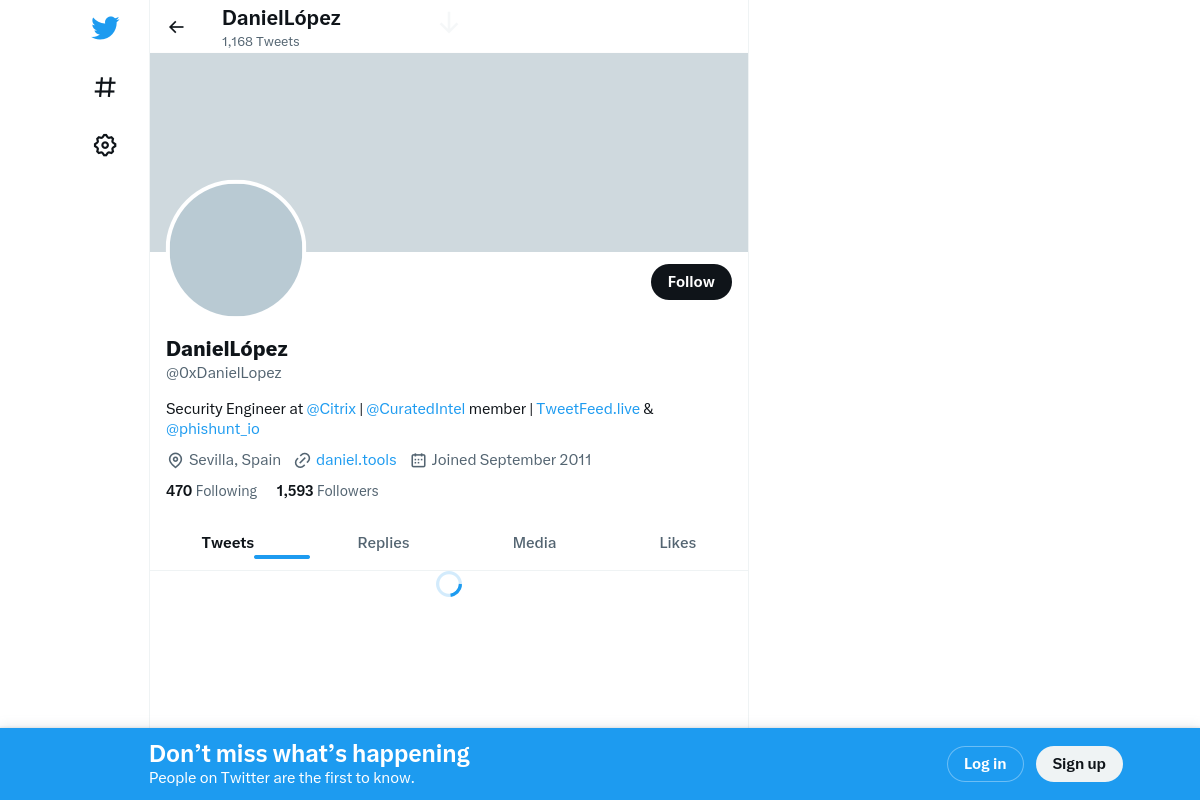 DanielLópez
1,168 Tweets
Follow
DanielLópez
@0xDanielLopez
Security Engineer at @Citrix | @CuratedIntel member | TweetFeed.live &
@phishunt_io
Sevilla, Spain daniel.tools Joined September 2011
470 Following 1,593 Followers
Tweets Replies Media Likes
Don’t miss what’s happening
People on Twitter are the first to know.
Log in Sign up